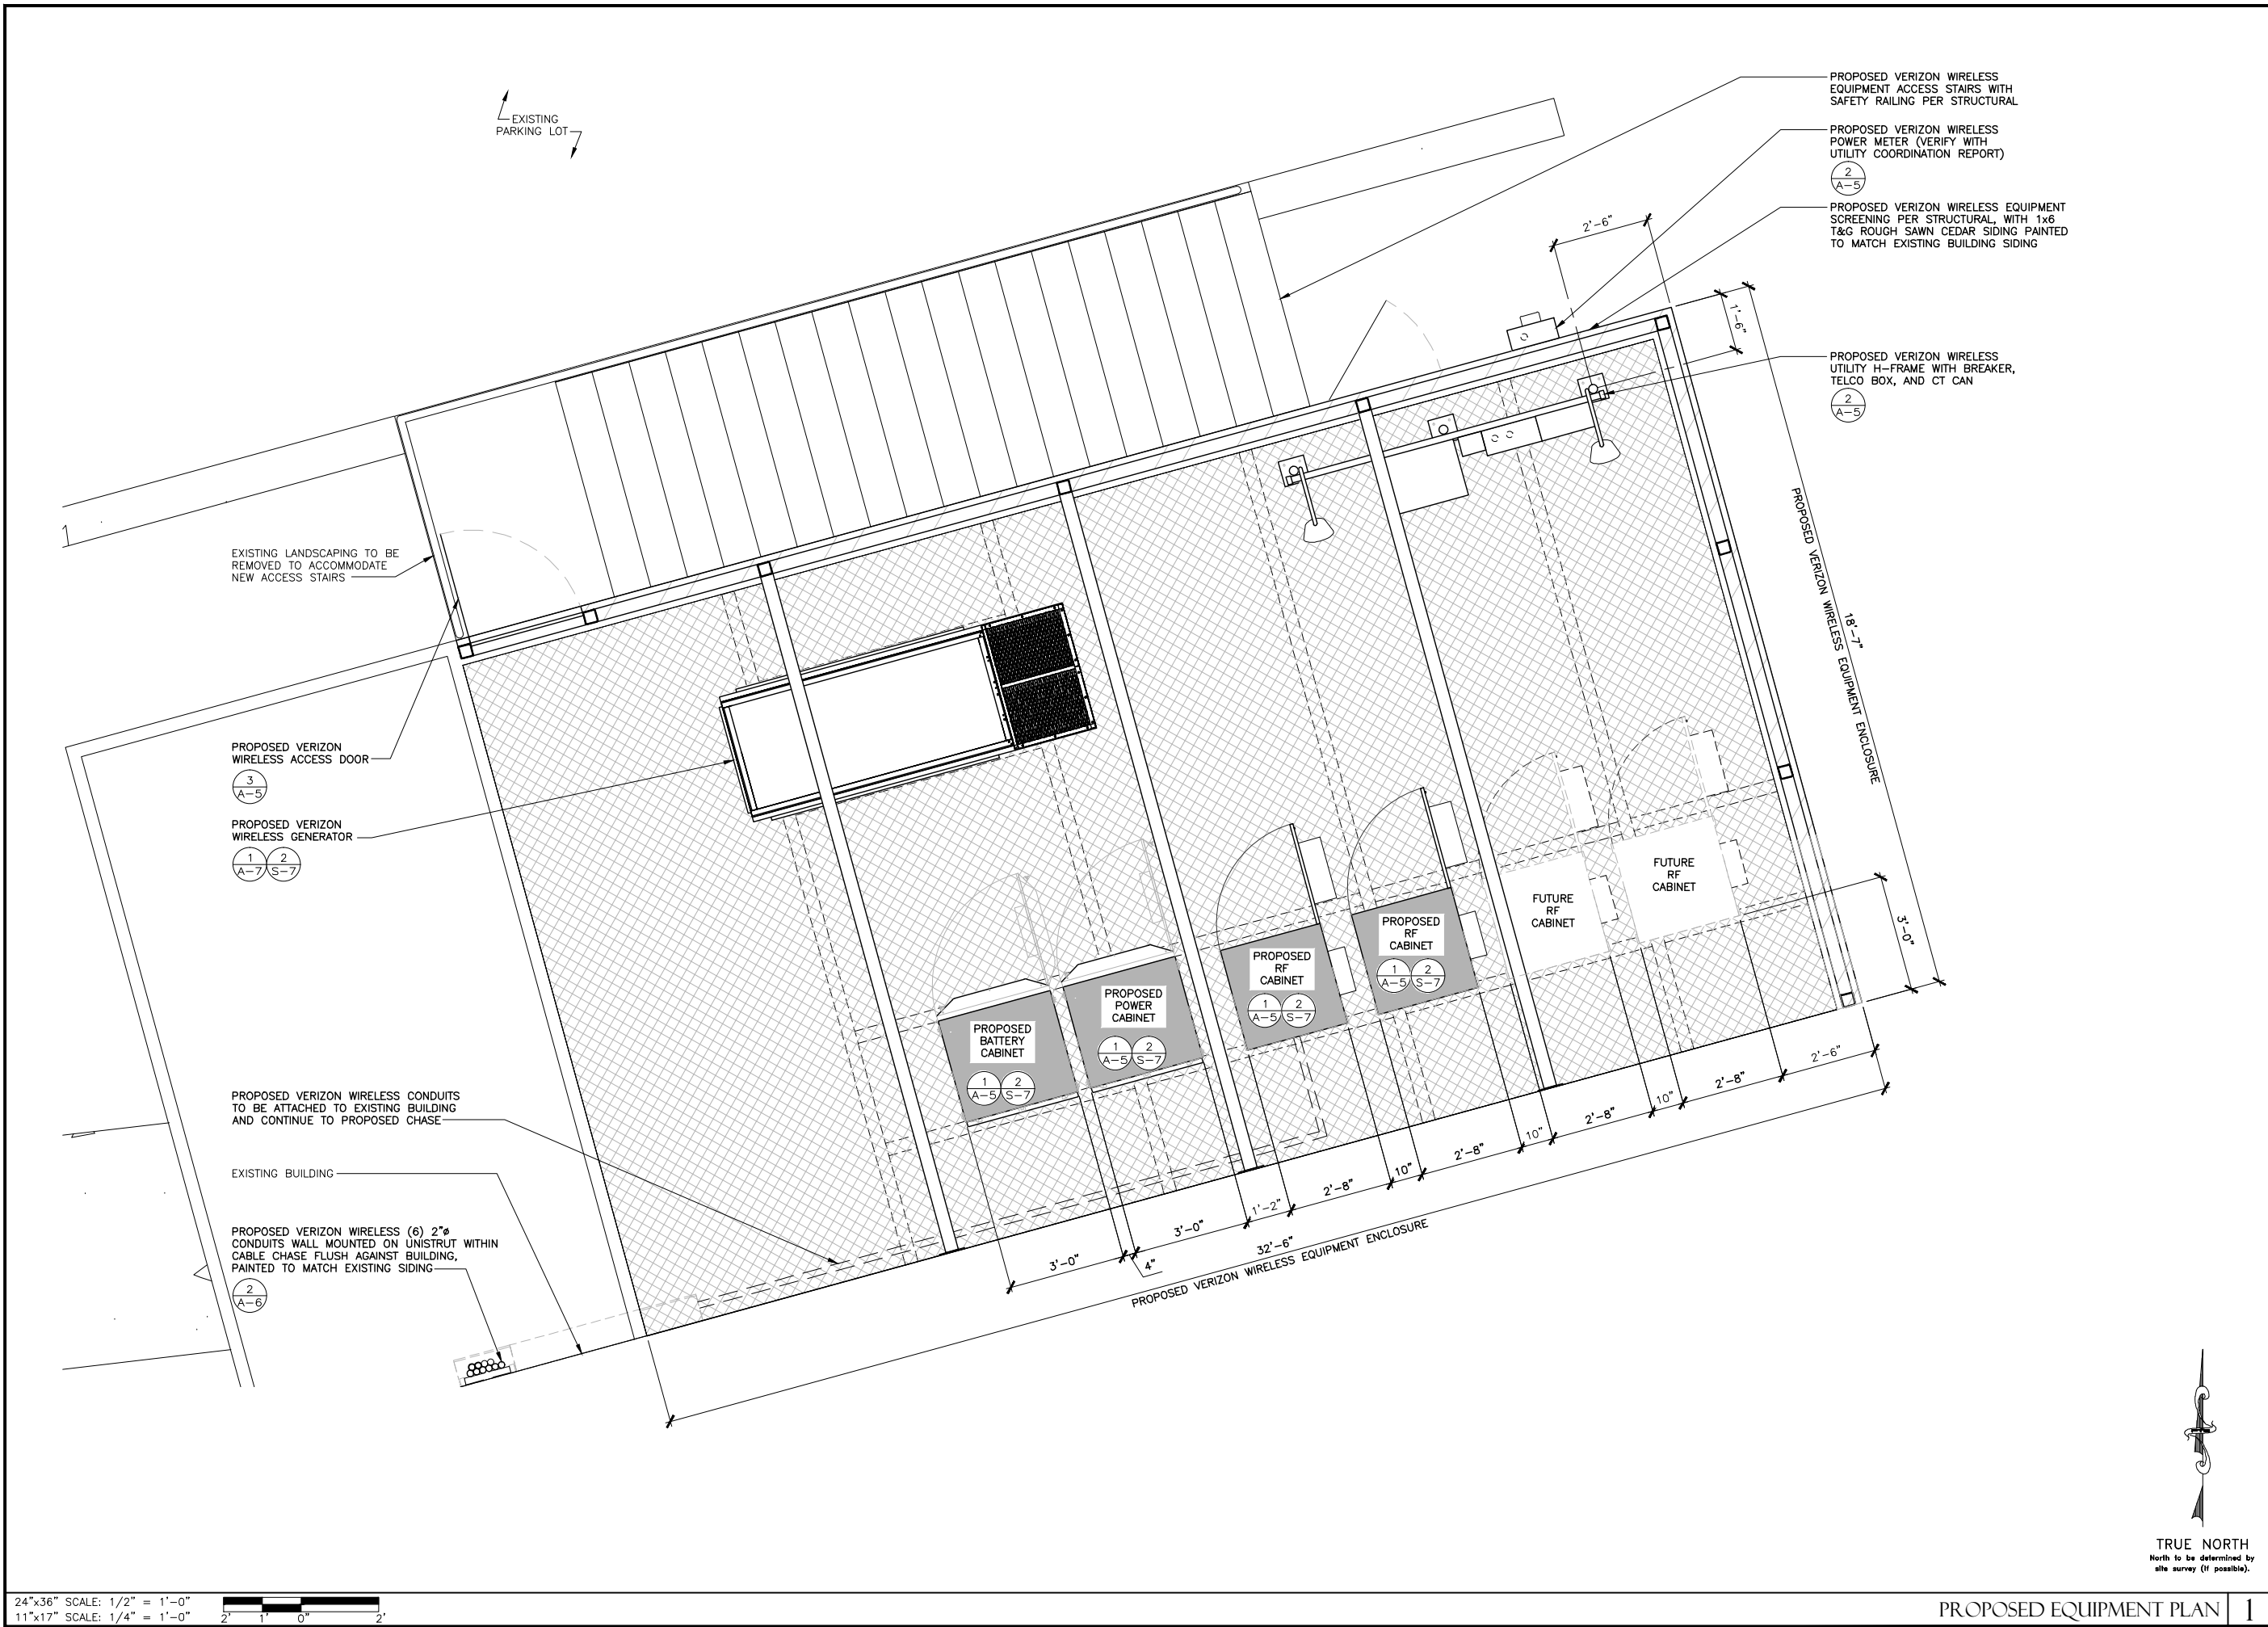 EXISTING
PARKING LOT
PROPOSED VERIZON WIRELESS
EQUIPMENT ACCESS STAIRS WITH
SAFETY RAILING PER STRUCTURAL
PROPOSED VERIZON WIRELESS
POWER METER (VERIFY WITH
UTILITY COORDINATION REPORT)
2
A-5
PROPOSED VERIZON WIRELESS EQUIPMENT
SCREENING PER STRUCTURAL, WITH 1x6
T&G ROUGH SAWN CEDAR SIDING PAINTED
TO MATCH EXISTING BUILDING SIDING
2'-6"
1'-6"
PROPOSED VERIZON WIRELESS
UTILITY H-FRAME WITH BREAKER,
TELCO BOX, AND CT CAN
2
A-5
18'-7"
PROPOSED VERIZON WIRELESS EQUIPMENT ENCLOSURE
EXISTING LANDSCAPING TO BE
REMOVED TO ACCOMMODATE
NEW ACCESS STAIRS
PROPOSED VERIZON
WIRELESS ACCESS DOOR
3
A-5
PROPOSED VERIZON
WIRELESS GENERATOR
1
A-7
2
S-7
FUTURE
RF
CABINET
FUTURE
RF
CABINET
PROPOSED
RF
CABINET
1
A-5
2
S-7
PROPOSED
RF
CABINET
1
A-5
2
S-7
PROPOSED
POWER
CABINET
1
A-5
2
S-7
PROPOSED
BATTERY
CABINET
1
A-5
2
S-7
3'-0"
PROPOSED VERIZON WIRELESS CONDUITS
TO BE ATTACHED TO EXISTING BUILDING
AND CONTINUE TO PROPOSED CHASE
EXISTING BUILDING
PROPOSED VERIZON WIRELESS (6) 2"ø
CONDUITS WALL MOUNTED ON UNISTRUT WITHIN
CABLE CHASE FLUSH AGAINST BUILDING,
PAINTED TO MATCH EXISTING SIDING
2
A-6
3'-0"
4"
3'-0"
1'-2"
2'-8"
10"
2'-8"
10"
2'-8"
10"
2'-8"
2'-6"
32'-6"
PROPOSED VERIZON WIRELESS EQUIPMENT ENCLOSURE
TRUE NORTH
North to be determined by
site survey (if possible).
24"x36" SCALE: 1/2" = 1'-0"
11"x17" SCALE: 1/4" = 1'-0"
2' 1' 0" 2'
PROPOSED EQUIPMENT PLAN 1